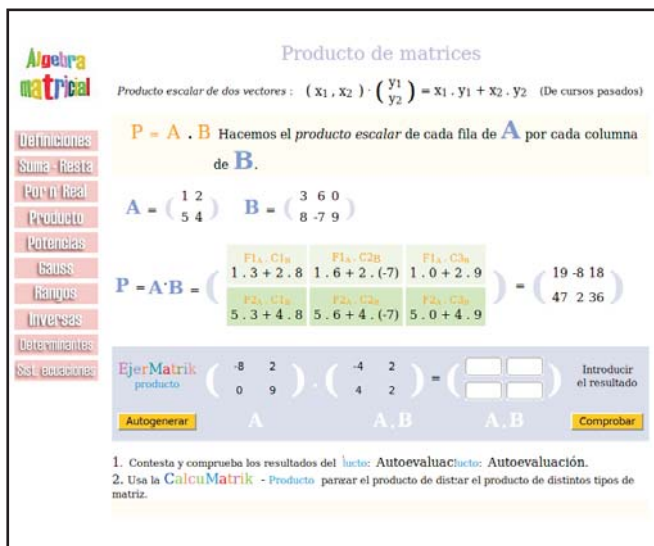 Algebra
matricial
Definiciones
Suma - Resta
Por nº Real
Producto
Potencias
Gauss
Rangos
Inversas
Determinantes
Sist. ecuaciones
Producto de matrices
Producto escalar de dos vectores : ( x1 , x2 ) · ( y1 y2 ) = x1 . y1 + x2 . y2 (De cursos pasados)
P = A . B Hacemos el producto escalar de cada fila de A por cada columna
de B.
A = ( 1 2 5 4 ) B = ( 3 6 0 8 -7 9 )
F1A . C1B F1A . C2B F1A . C3B
1 . 3 + 2 . 8 1 . 6 + 2 . (-7) 1 . 0 + 2 . 9
P = A·B = ( ) = ( 19 -8 18 47 2 36 )
F2A . C1B F2A . C2B F2A . C3B
5 . 3 + 4 . 8 5 . 6 + 4 . (-7) 5 . 0 + 4 . 9
EjerMatrik
producto
( -8 2 0 9 ) . ( -4 2 4 2 ) = ( )
Introducir
el resultado
Autogenerar A A.B A.B Comprobar
1. Contesta y comprueba los resultados del lucto: Autoevaluac:lucto: Autoevaluación.
2. Usa la CalcuMatrik - Producto paraxar el producto de dist:ar el producto de distintos tipos de
matriz.